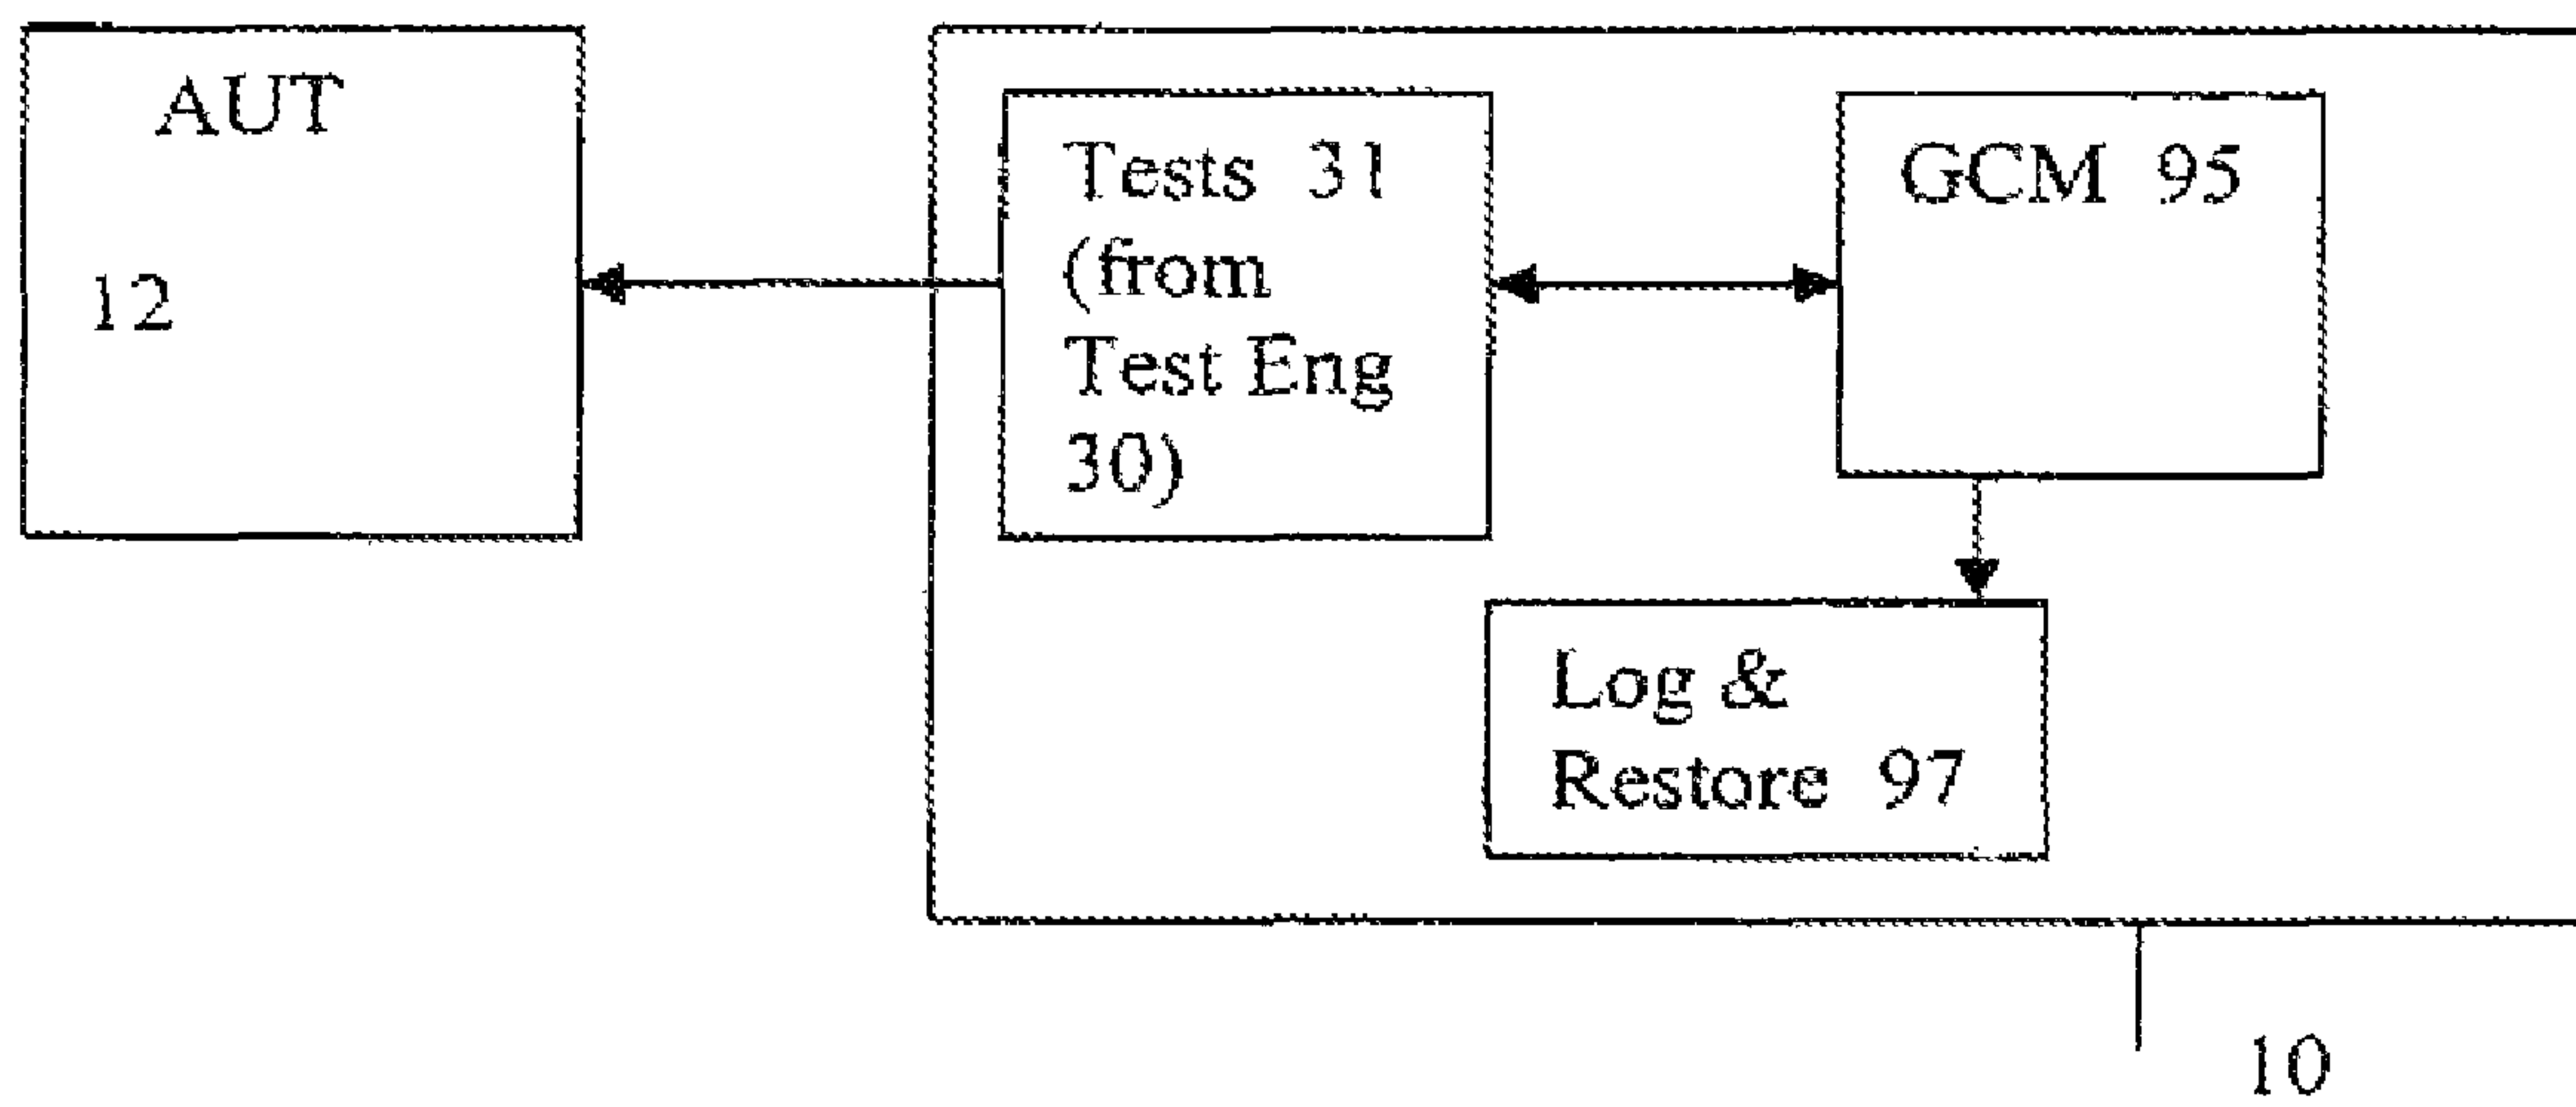 AUT
12
Tests 31
(from
Test Eng
30)
GCM 95
Log &
Restore 97
10